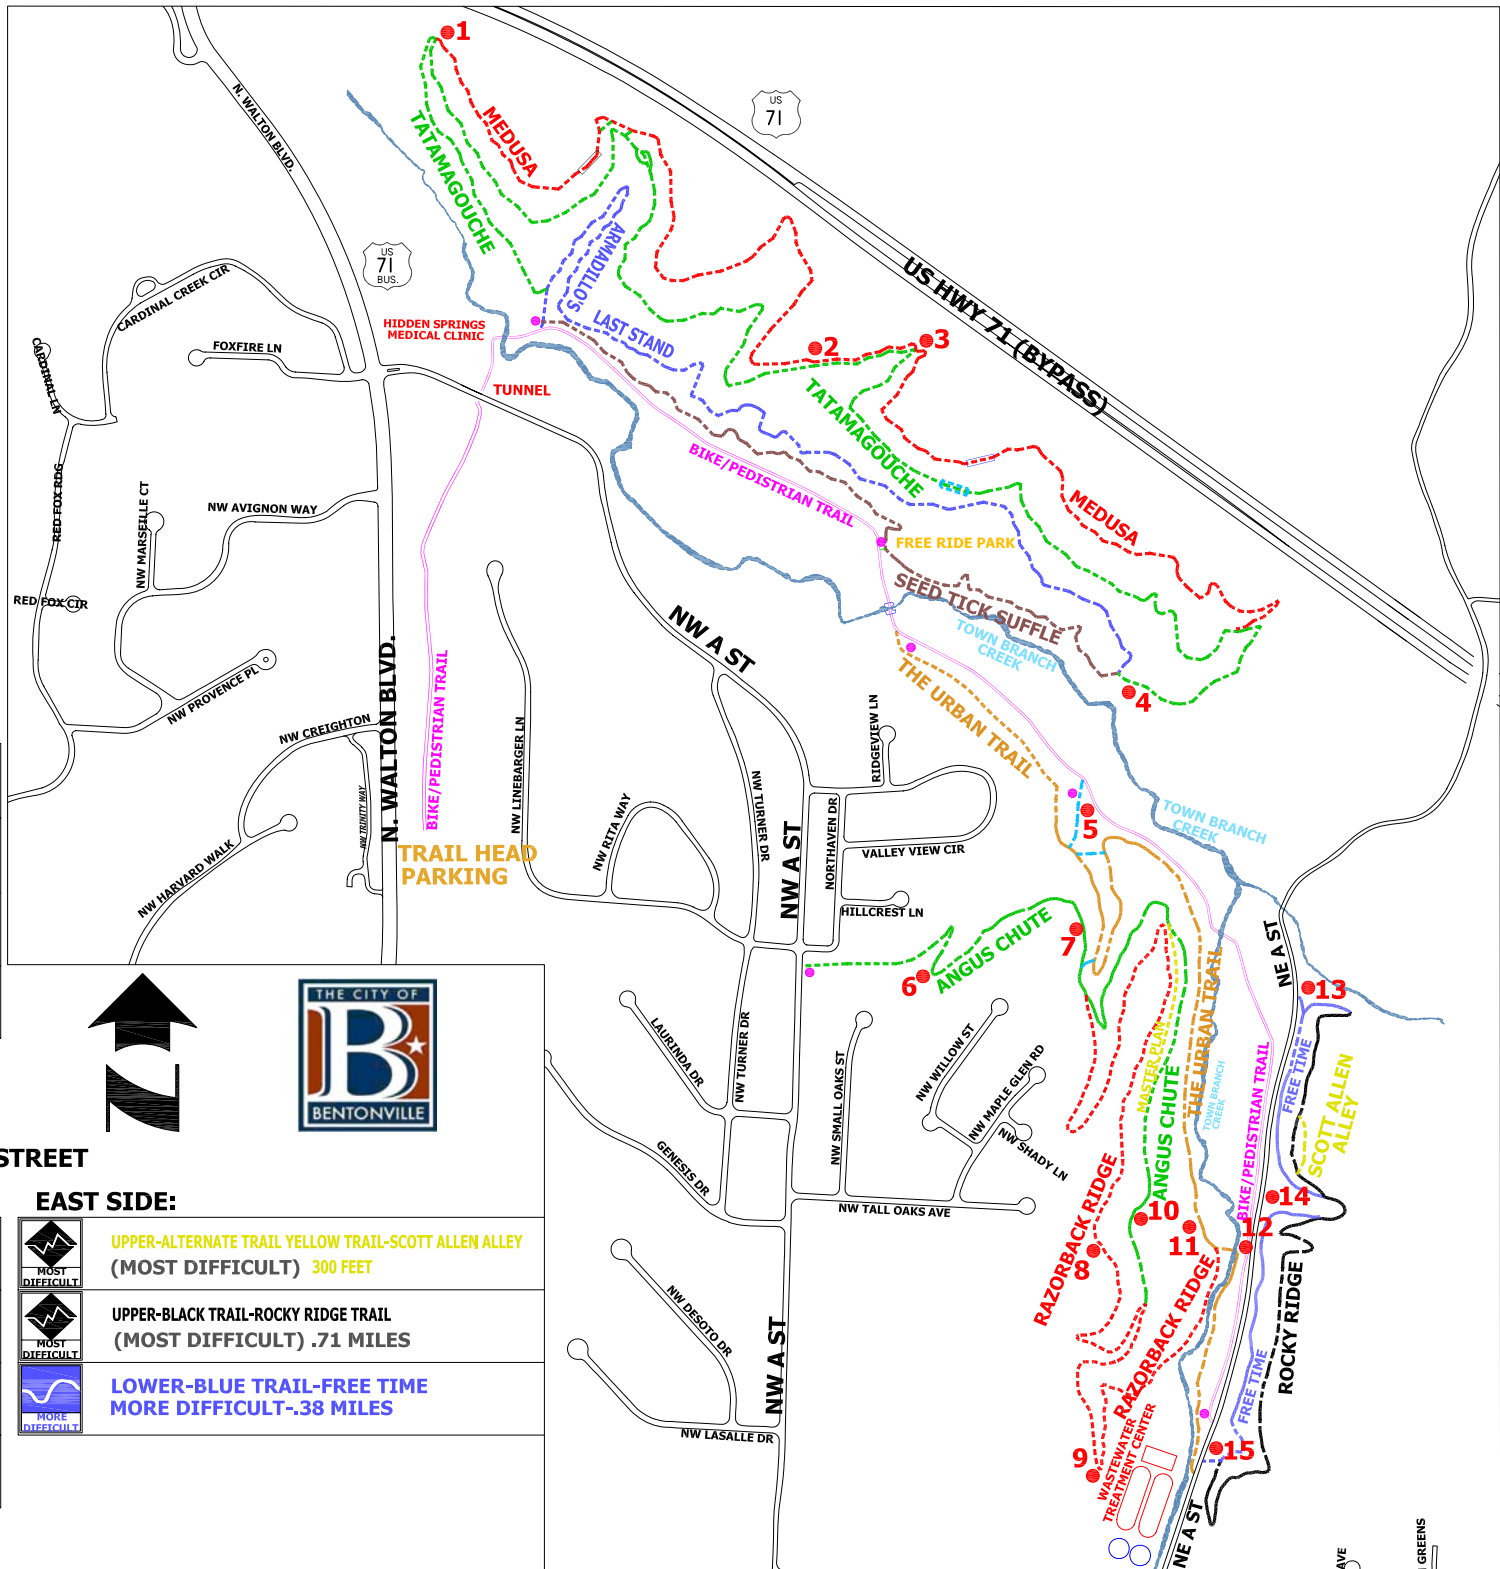 1
N. WALTON BLVD.
MEDUSA
US
71
TATAMAGOUCHE
ARMADILLO'S
LAST STAND
US
71
BUS.
US HWY 71 (BYPASS)
CARDINAL CREEK CIR
HIDDEN SPRINGS
MEDICAL CLINIC
FOXFIRE LN
CARDINAL LN
2
3
TUNNEL
TATAMAGOUCHE
BIKE/PEDISTRIAN TRAIL
MEDUSA
RED FOX RDG
NW MARSEILLE CT
NW AVIGNON WAY
FREE RIDE PARK
SEED TICK SUFFLE
RED FOX CIR
TOWN BRANCH
CREEK
NW A ST
THE URBAN TRAIL
4
NW PROVENCE PL
NW CREIGHTON
N. WALTON BLVD.
BIKE/PEDISTRIAN TRAIL
NW LINEBARGER LN
RIDGEVIEW LN
NW TURNER DR
NW TRINITY WAY
NW RITA WAY
NORTHAVEN DR
5
TOWN BRANCH
CREEK
VALLEY VIEW CIR
NW HARVARD WALK
TRAIL HEAD
PARKING
NW A ST
HILLCREST LN
ANGUS CHUTE
7
6
NE A ST
13
THE CITY OF
B
BENTONVILLE
LAURINDA DR
NW TURNER DR
NW SMALL OAKS ST
NW WILLOW ST
NW MAPLE GLEN RD
NW SHADY LN
MASTER PLAN
THE URBAN TRAIL
ANGUS CHUTE
TOWN BRANCH
CREEK
BIKE/PEDISTRIAN TRAIL
FREE TIME
SCOTT ALLEN
ALLEY
GENESIS DR
NW TALL OAKS AVE
RAZORBACK RIDGE
10
11
12
14
8
STREET
EAST SIDE:
MOST
DIFFICULT
UPPER-ALTERNATE TRAIL YELLOW TRAIL-SCOTT ALLEN ALLEY
(MOST DIFFICULT) 300 FEET
MOST
DIFFICULT
UPPER-BLACK TRAIL-ROCKY RIDGE TRAIL
(MOST DIFFICULT) .71 MILES
MORE
DIFFICULT
LOWER-BLUE TRAIL-FREE TIME
MORE DIFFICULT-.38 MILES
NW DESOTO DR
NW A ST
RAZORBACK RIDGE
ROCKY RIDGE
FREE TIME
NW LASALLE DR
9
WASTEWATER
TREATMENT CENTER
15
NE A ST
AVE
GREENS